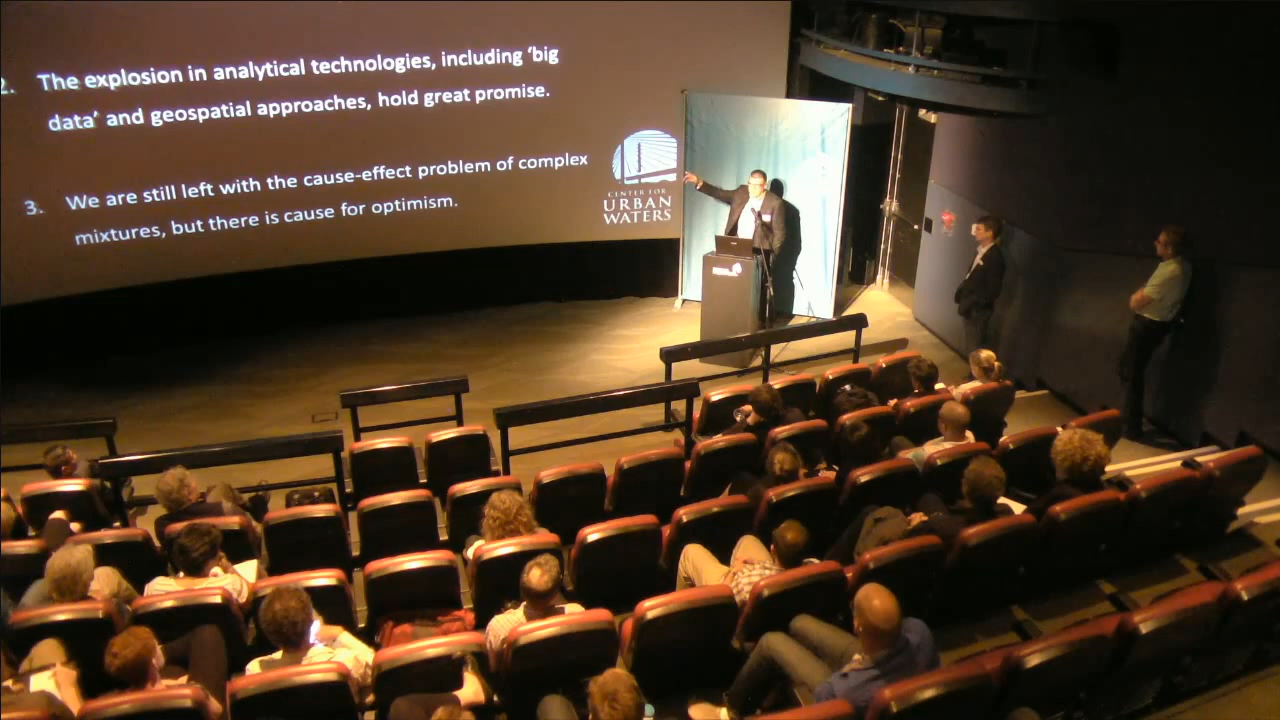 2. The explosion in analytical technologies, including ‘big
data’ and geospatial approaches, hold great promise.
3. We are still left with the cause-effect problem of complex
mixtures, but there is cause for optimism.
CENTER FOR
URBAN
WATERS